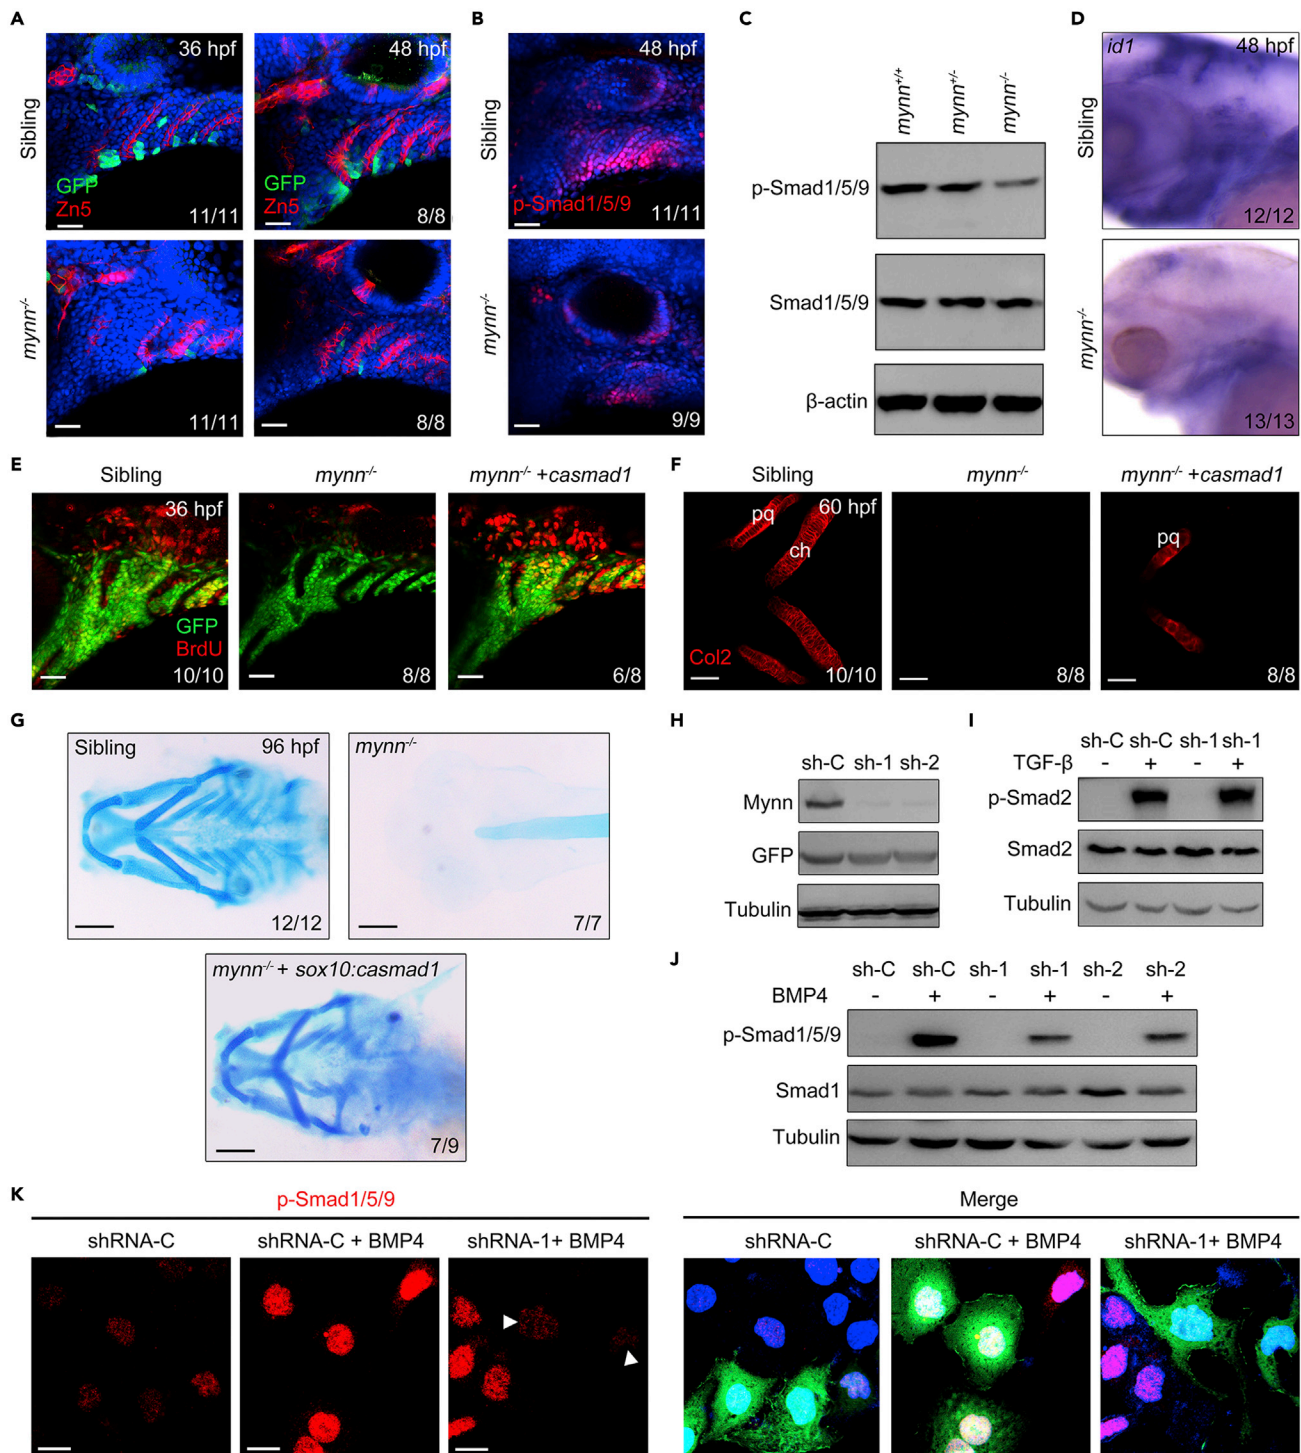 A
B
C
D
Sibling
36 hpf
GFP
Zn5
11/11
48 hpf
GFP
Zn5
8/8
mynn-/-
11/11
8/8
Sibling
48 hpf
p-Smad1/5/9
11/11
mynn-/-
9/9
mynn+/+ mynn+/- mynn-/-
p-Smad1/5/9
Smad1/5/9
β-actin
Sibling
id1
48 hpf
12/12
mynn-/-
13/13
E
Sibling
mynn-/-
mynn-/- +casmad1
36 hpf
GFP
BrdU
10/10
8/8
6/8
F
Sibling
mynn-/-
mynn-/- +casmad1
60 hpf
pq
ch
Col2
10/10
8/8
pq
8/8
G
Sibling
96 hpf
12/12
mynn-/-
7/7
mynn-/- + sox10:casmad1
7/9
H
sh-C sh-1 sh-2
Mynn
GFP
Tubulin
I
sh-C sh-C sh-1 sh-1
TGF-β - + - +
p-Smad2
Smad2
Tubulin
J
sh-C sh-C sh-1 sh-1 sh-2 sh-2
BMP4 - + - + - +
p-Smad1/5/9
Smad1
Tubulin
K
p-Smad1/5/9
shRNA-C
shRNA-C + BMP4
shRNA-1+ BMP4
Merge
shRNA-C
shRNA-C + BMP4
shRNA-1+ BMP4